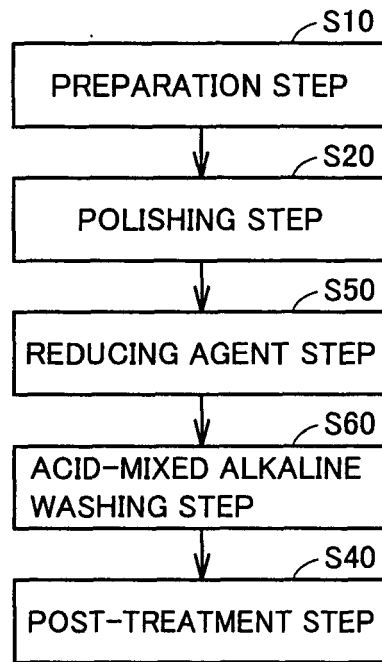 S10
PREPARATION STEP
S20
POLISHING STEP
S50
REDUCING AGENT STEP
S60
ACID-MIXED ALKALINE
WASHING STEP
S40
POST-TREATMENT STEP